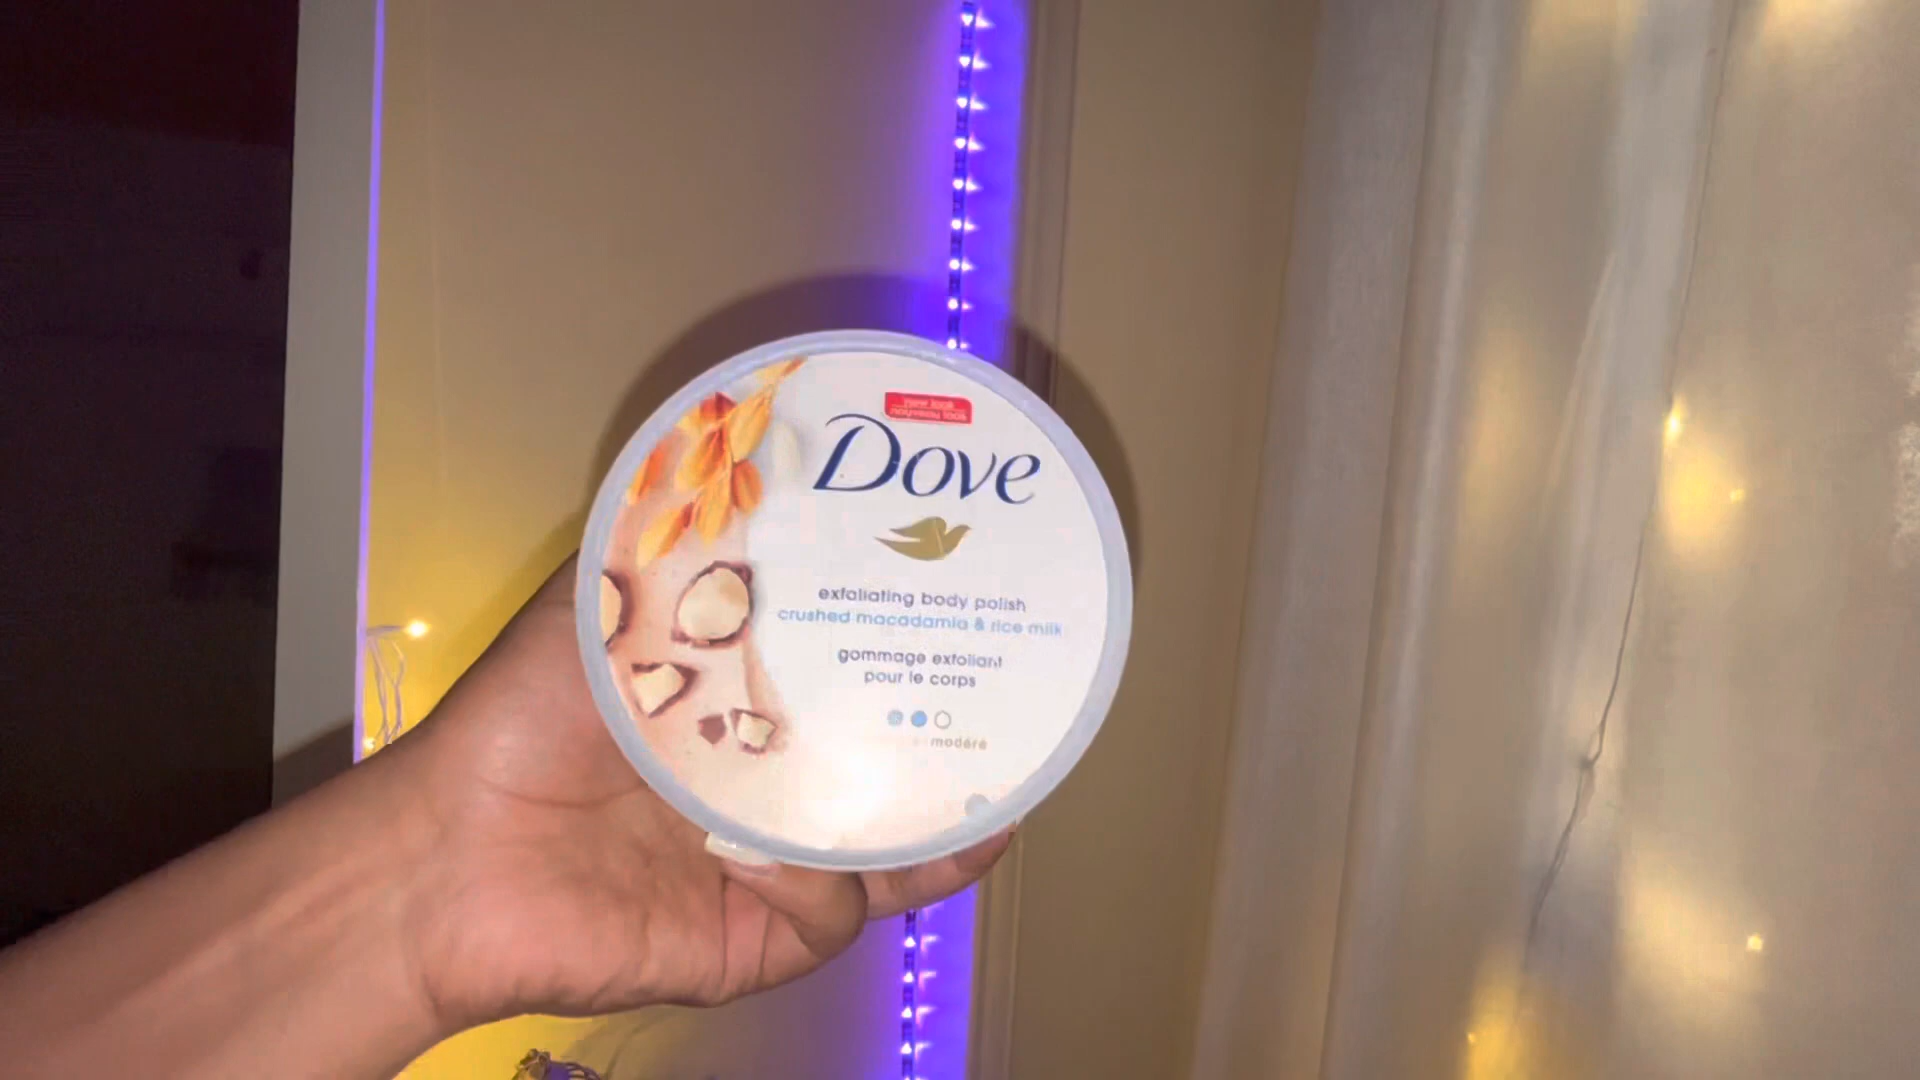 new look
nouveau look
Dove
exfoliating body polish
crushed macadamia & rice milk
gommage exfoliant
pour le corps
modéré